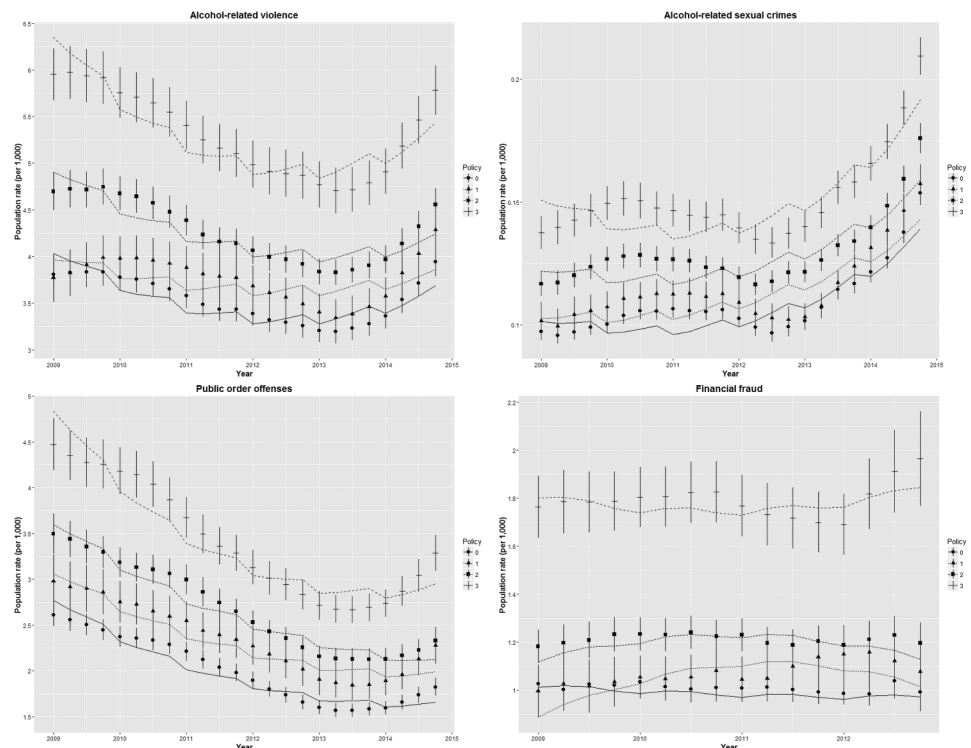 Alcohol-related violence
Population rate (per 1,000)
6.5
6
5.5
5
4.5
4
3.5
3
2009 2010 2011 2012 2013 2014 2015
Year
Policy
0
1
2
3
Alcohol-related sexual crimes
Population rate (per 1,000)
0.2
0.15
0.1
2009 2010 2011 2012 2013 2014 2015
Year
Policy
0
1
2
3
Public order offenses
Population rate (per 1,000)
5
4.5
4
3.5
3
2.5
2
1.5
2009 2010 2011 2012 2013 2014 2015
Year
Policy
0
1
2
3
Financial fraud
Population rate (per 1,000)
2.2
2
1.8
1.6
1.4
1.2
1
2009 2010 2011 2012
Year
Policy
0
1
2
3